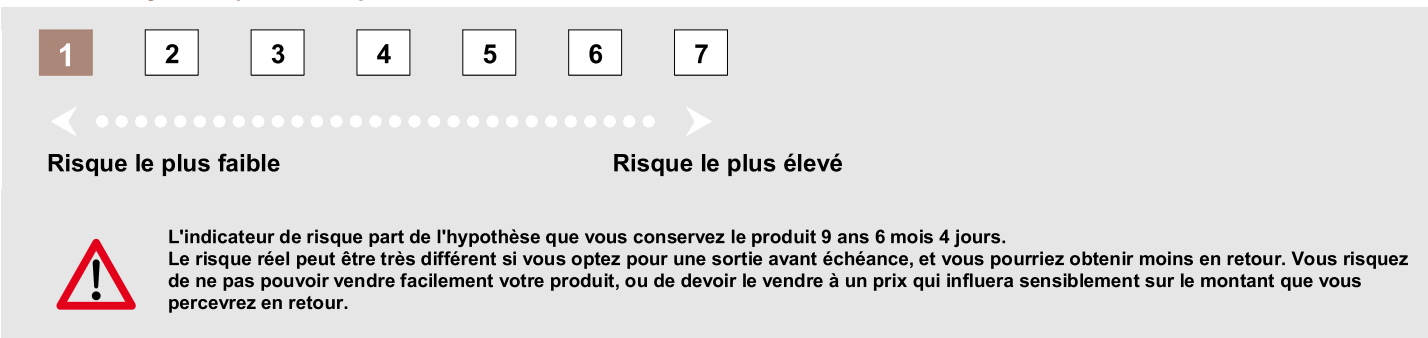 1 2 3 4 5 6 7
Risque le plus faible Risque le plus élevé
L'indicateur de risque part de l'hypothèse que vous conservez le produit 9 ans 6 mois 4 jours.
Le risque réel peut être très différent si vous optez pour une sortie avant échéance, et vous pourriez obtenir moins en retour. Vous risquez
de ne pas pouvoir vendre facilement votre produit, ou de devoir le vendre à un prix qui influera sensiblement sur le montant que vous
percevrez en retour.